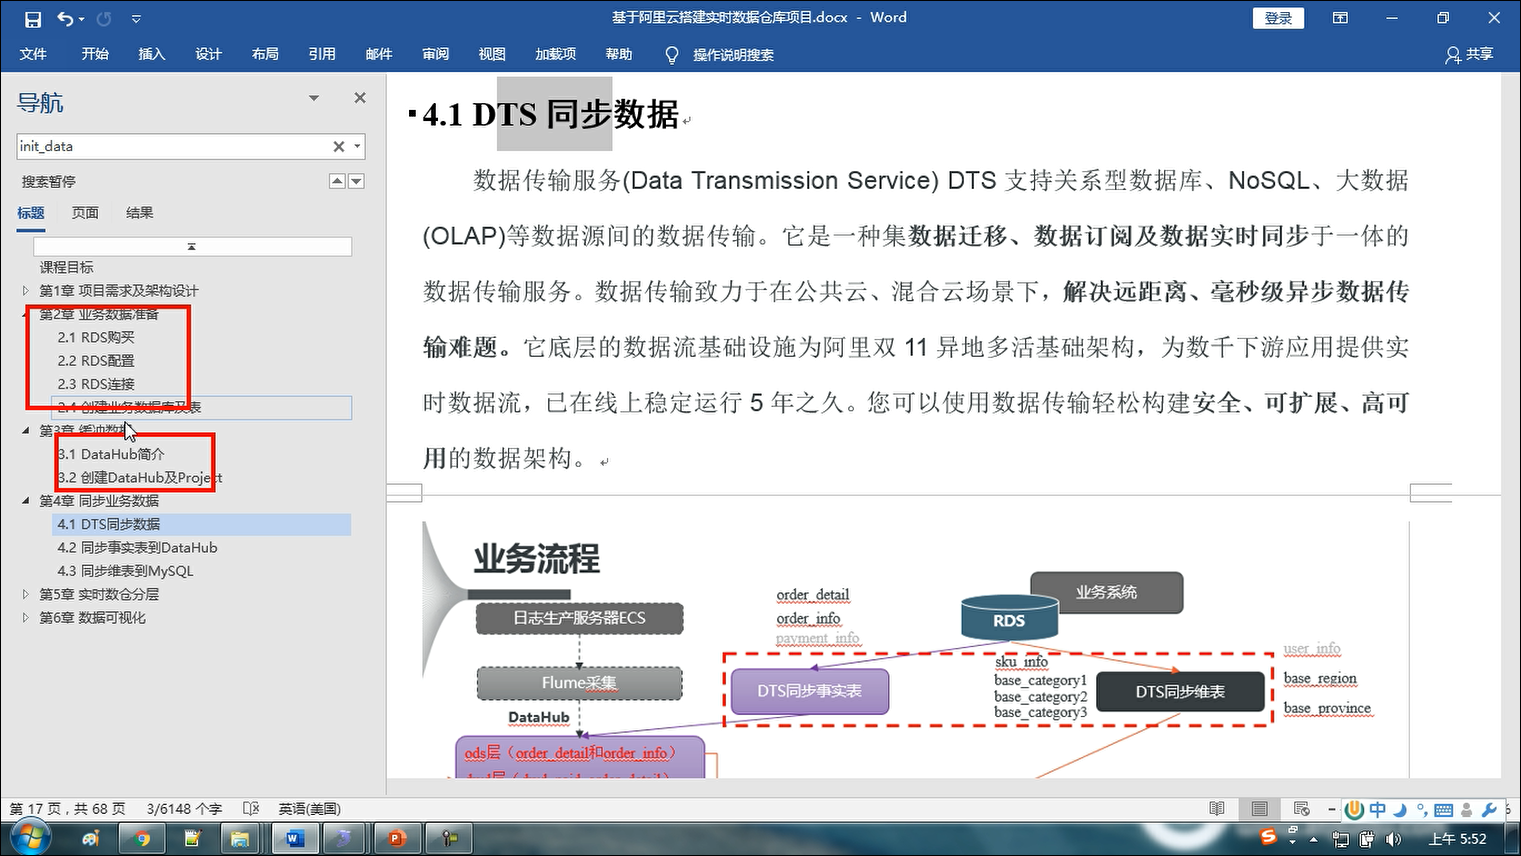 基于阿里云搭建实时数据仓库项目.docx - Word
登录
文件 开始 插入 设计 布局 引用 邮件 审阅 视图 加载项 帮助 操作说明搜索 共享
导航
init_data
搜索暂停
标题 页面 结果
课程目标
第1章 项目需求及架构设计
第2章 业务数据准备
2.1 RDS购买
2.2 RDS配置
2.3 RDS连接
2.4 创建业务数据库及表
第3章 缓冲数据
3.1 DataHub简介
3.2 创建DataHub及Project
第4章 同步业务数据
4.1 DTS同步数据
4.2 同步事实表到DataHub
4.3 同步维表到MySQL
第5章 实时数仓分层
第6章 数据可视化
4.1 DTS 同步数据
数据传输服务(Data Transmission Service) DTS 支持关系型数据库、NoSQL、大数据
(OLAP)等数据源间的数据传输。它是一种集数据迁移、数据订阅及数据实时同步于一体的
数据传输服务。数据传输致力于在公共云、混合云场景下，解决远距离、毫秒级异步数据传
输难题。它底层的数据流基础设施为阿里双 11 异地多活基础架构，为数千下游应用提供实
时数据流，已在线上稳定运行 5 年之久。您可以使用数据传输轻松构建安全、可扩展、高可
用的数据架构。
业务流程
日志生产服务器ECS
Flume采集
DataHub
ods层（order_detail和order_info）
order_detail
order_info
payment_info
RDS
业务系统
DTS同步事实表
sku_info
base_category1
base_category2
base_category3
DTS同步维表
user_info
base_region
base_province
第 17 页，共 68 页 3/6148 个字 英语(美国)
中
上午 5:52